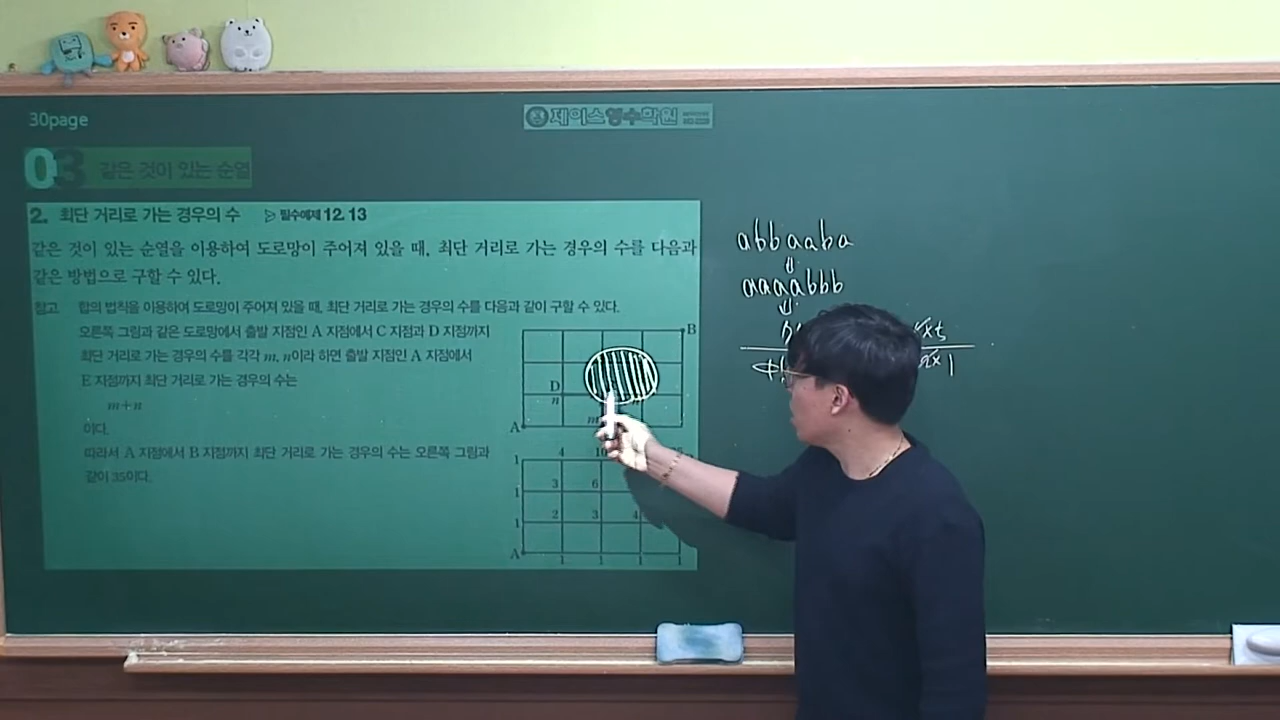 30page
제이스영수학원
03 같은 것이 있는 순열
2. 최단 거리로 가는 경우의 수 ▷ 필수예제 12, 13
같은 것이 있는 순열을 이용하여 도로망이 주어져 있을 때, 최단 거리로 가는 경우의 수를 다음과
같은 방법으로 구할 수 있다.
참고 합의 법칙을 이용하여 도로망이 주어져 있을 때, 최단 거리로 가는 경우의 수를 다음과 같이 구할 수 있다.
오른쪽 그림과 같은 도로망에서 출발 지점인 A 지점에서 C 지점과 D 지점까지
최단 거리로 가는 경우의 수를 각각 m, n이라 하면 출발 지점인 A 지점에서
E 지점까지 최단 거리로 가는 경우의 수는
m+n
이다.
따라서 A 지점에서 B 지점까지 최단 거리로 가는 경우의 수는 오른쪽 그림과
같이 35이다.
B
D
n
m
A
1 4 10
1 3 6
1 2 3 4
A 1 1 1 1
abbaaba
⇓
aaaabbb
⇓